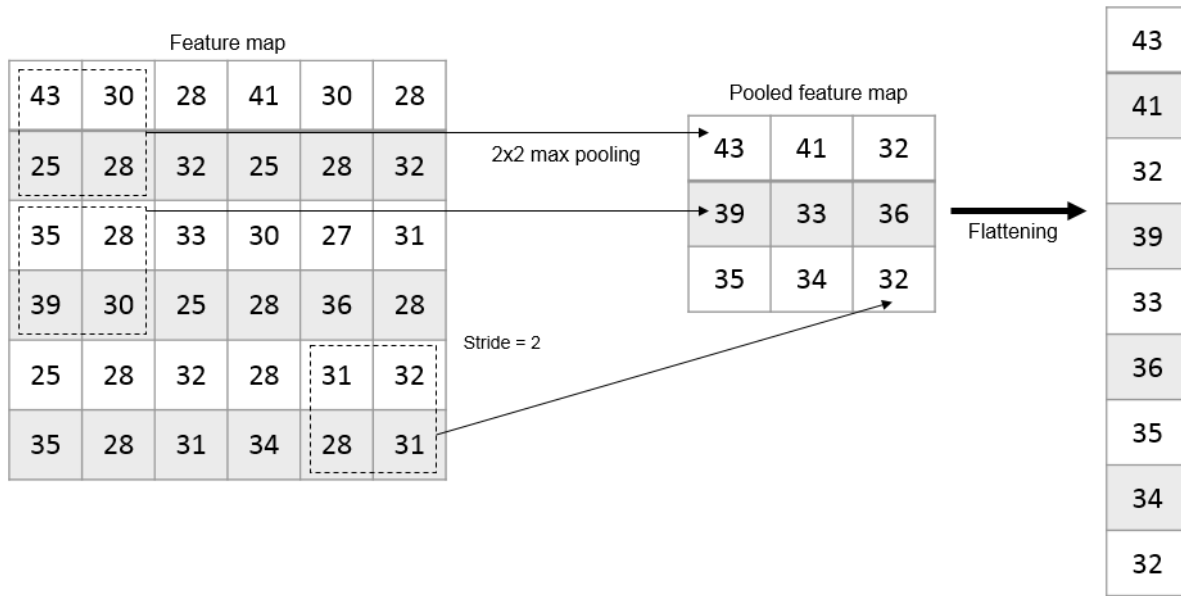 Feature map
43 30 28 41 30 28
25 28 32 25 28 32
35 28 33 30 27 31
39 30 25 28 36 28
25 28 32 28 31 32
35 28 31 34 28 31
2x2 max pooling
Stride = 2
Pooled feature map
43 41 32
39 33 36
35 34 32
Flattening
43
41
32
39
33
36
35
34
32